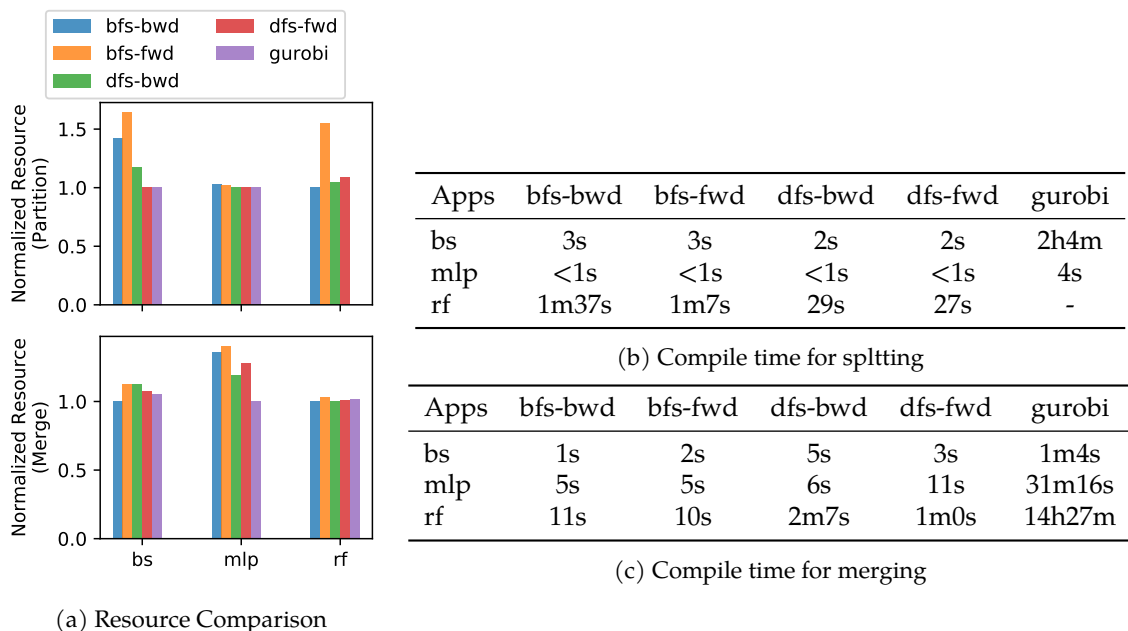 bfs-bwd
bfs-fwd
dfs-bwd
dfs-fwd
gurobi
Normalized Resource
(Partition)
1.5
1.0
0.5
0.0
Normalized Resource
(Merge)
1.0
0.5
0.0
bs mlp rf
(a) Resource Comparison
Apps bfs-bwd bfs-fwd dfs-bwd dfs-fwd gurobi
bs 3s 3s 2s 2s 2h4m
mlp <1s <1s <1s <1s 4s
rf 1m37s 1m7s 29s 27s -
(b) Compile time for spltting
Apps bfs-bwd bfs-fwd dfs-bwd dfs-fwd gurobi
bs 1s 2s 5s 3s 1m4s
mlp 5s 5s 6s 11s 31m16s
rf 11s 10s 2m7s 1m0s 14h27m
(c) Compile time for merging